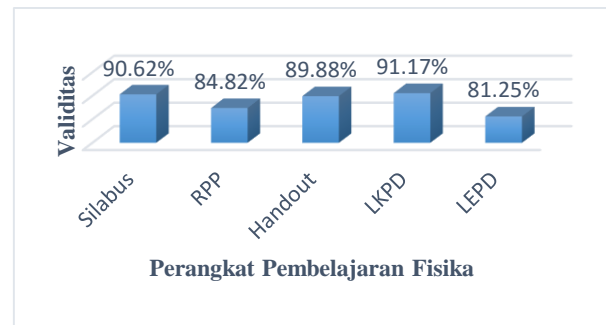 90.62%
84.82%
89.88%
91.17%
81.25%
Validitas
Silabus
RPP
Handout
LKPD
LEPD
Perangkat Pembelajaran Fisika